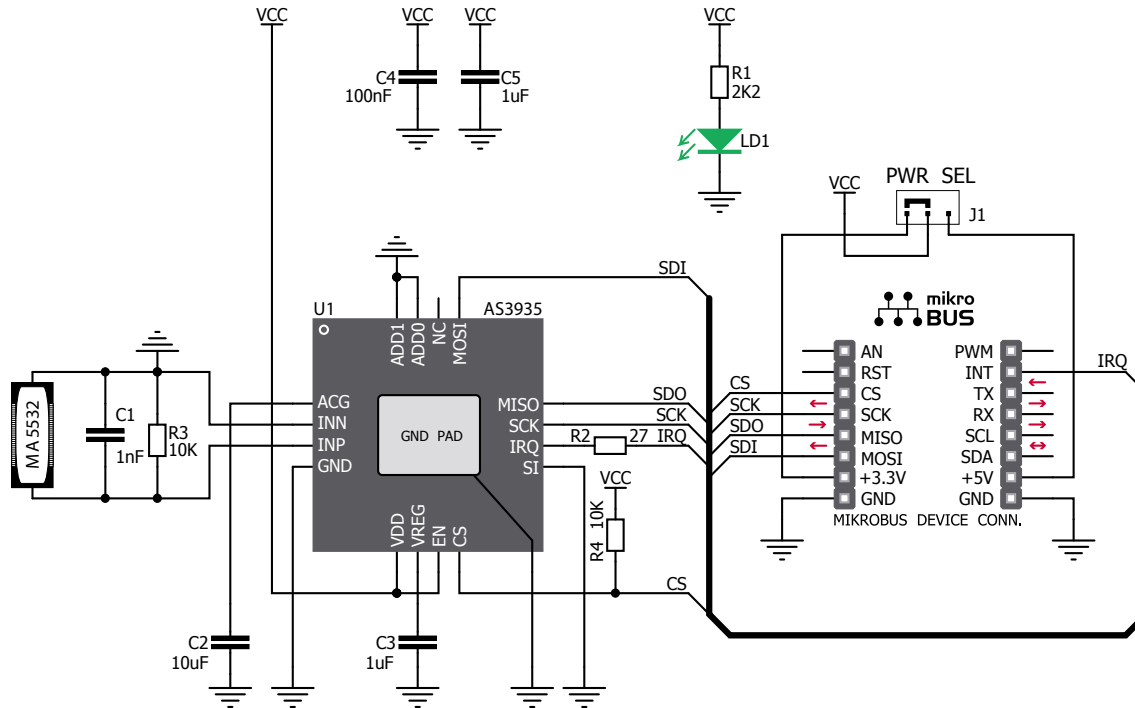 VCC
VCC
VCC
VCC
C4
100nF
C5
1uF
R1
2K2
LD1
PWR SEL
VCC
J1
SDI
U1
AS3935
ADD1
ADD0
NC
MOSI
mikro
BUS
MA5532
C1
1nF
R3
10K
ACG
INN
INP
GND
GND PAD
MISO
SCK
IRQ
SI
SDO
SCK
R2 27 IRQ
CS
SCK
SDO
SDI
AN
RST
CS
SCK
MISO
MOSI
+3.3V
GND
PWM
INT
TX
RX
SCL
SDA
+5V
GND
IRQ
MIKROBUS DEVICE CONN.
VDD
VREG
EN
CS
VCC
R4 10K
CS
C2
10uF
C3
1uF